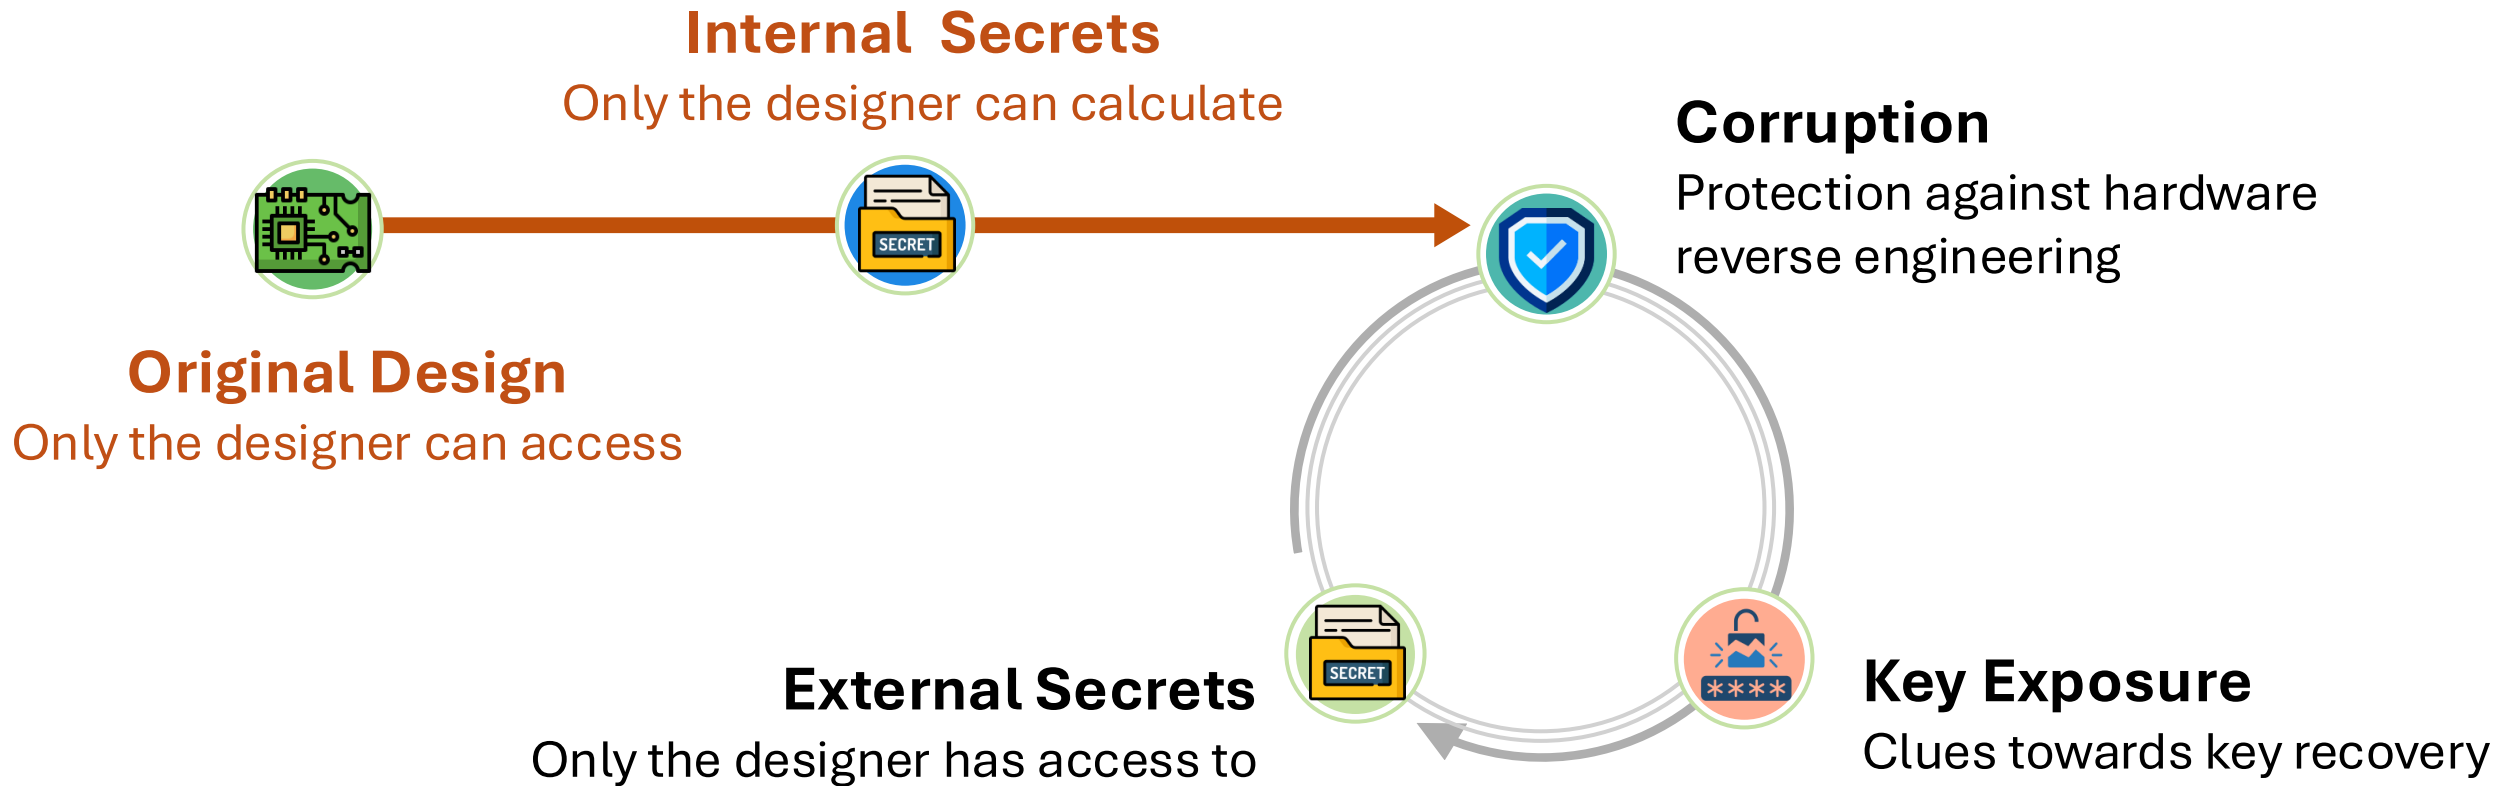 Internal Secrets
Only the designer can calculate
Corruption
Protection against hardware
reverse engineering
SECRET
Original Design
Only the designer can access
External Secrets
Only the designer has access to
SECRET
* * * *
Key Exposure
Clues towards key recovery